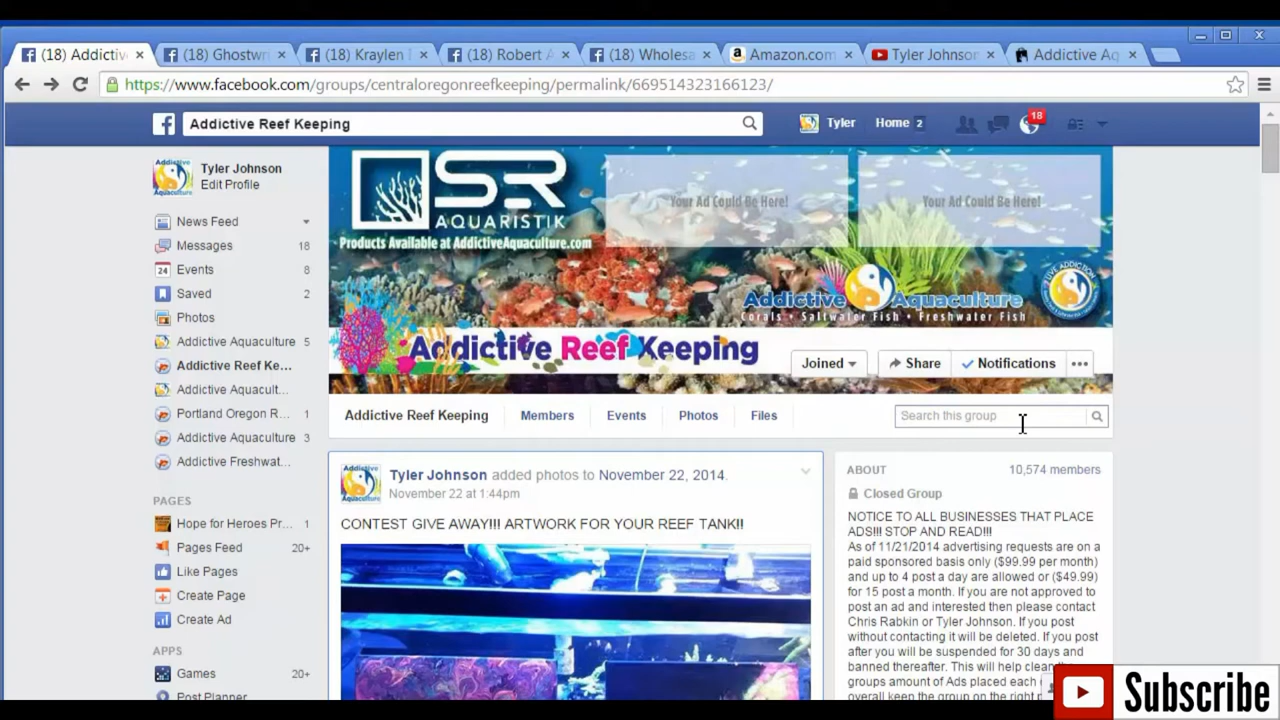 (18) Addictiv
(18) Ghostwr
(18) Kraylen
(18) Robert A
(18) Wholesa
Amazon.com
Tyler Johnson
Addictive Aq
https://www.facebook.com/groups/centraloregonreefkeeping/permalink/669514323166123/
Addictive Reef Keeping
Tyler
Home 2
18
Tyler Johnson
Edit Profile
News Feed
Messages 18
24 Events 8
Saved 2
Photos
Addictive Aquaculture 5
Addictive Reef Ke...
Addictive Aquacult...
Portland Oregon R... 1
Addictive Aquaculture 3
Addictive Freshwat...
PAGES
Hope for Heroes Pr... 1
Pages Feed 20+
Like Pages
Create Page
Create Ad
APPS
Games 20+
Post Planner
SR
AQUARISTIK
Products Available at AddictiveAquaculture.com
Your Ad Could Be Here!
Your Ad Could Be Here!
Addictive Aquaculture
Corals • Saltwater Fish • Freshwater Fish
Addictive Reef Keeping
Joined
Share
Notifications
Addictive Reef Keeping
Members
Events
Photos
Files
Search this group
Tyler Johnson added photos to November 22, 2014.
November 22 at 1:44pm
CONTEST GIVE AWAY!!! ARTWORK FOR YOUR REEF TANK!!
ABOUT 10,574 members
Closed Group
NOTICE TO ALL BUSINESSES THAT PLACE
ADS!!! STOP AND READ!!!
As of 11/21/2014 advertising requests are on a
paid sponsored basis only ($99.99 per month)
and up to 4 post a day are allowed or ($49.99)
for 15 post a month. If you are not approved to
post an ad and interested then please contact
Chris Rabkin or Tyler Johnson. If you post
without contacting it will be deleted. If you post
after you will be suspended for 30 days and
banned thereafter. This will help clean
groups amount of Ads placed each
overall keep the group on the right
Subscribe